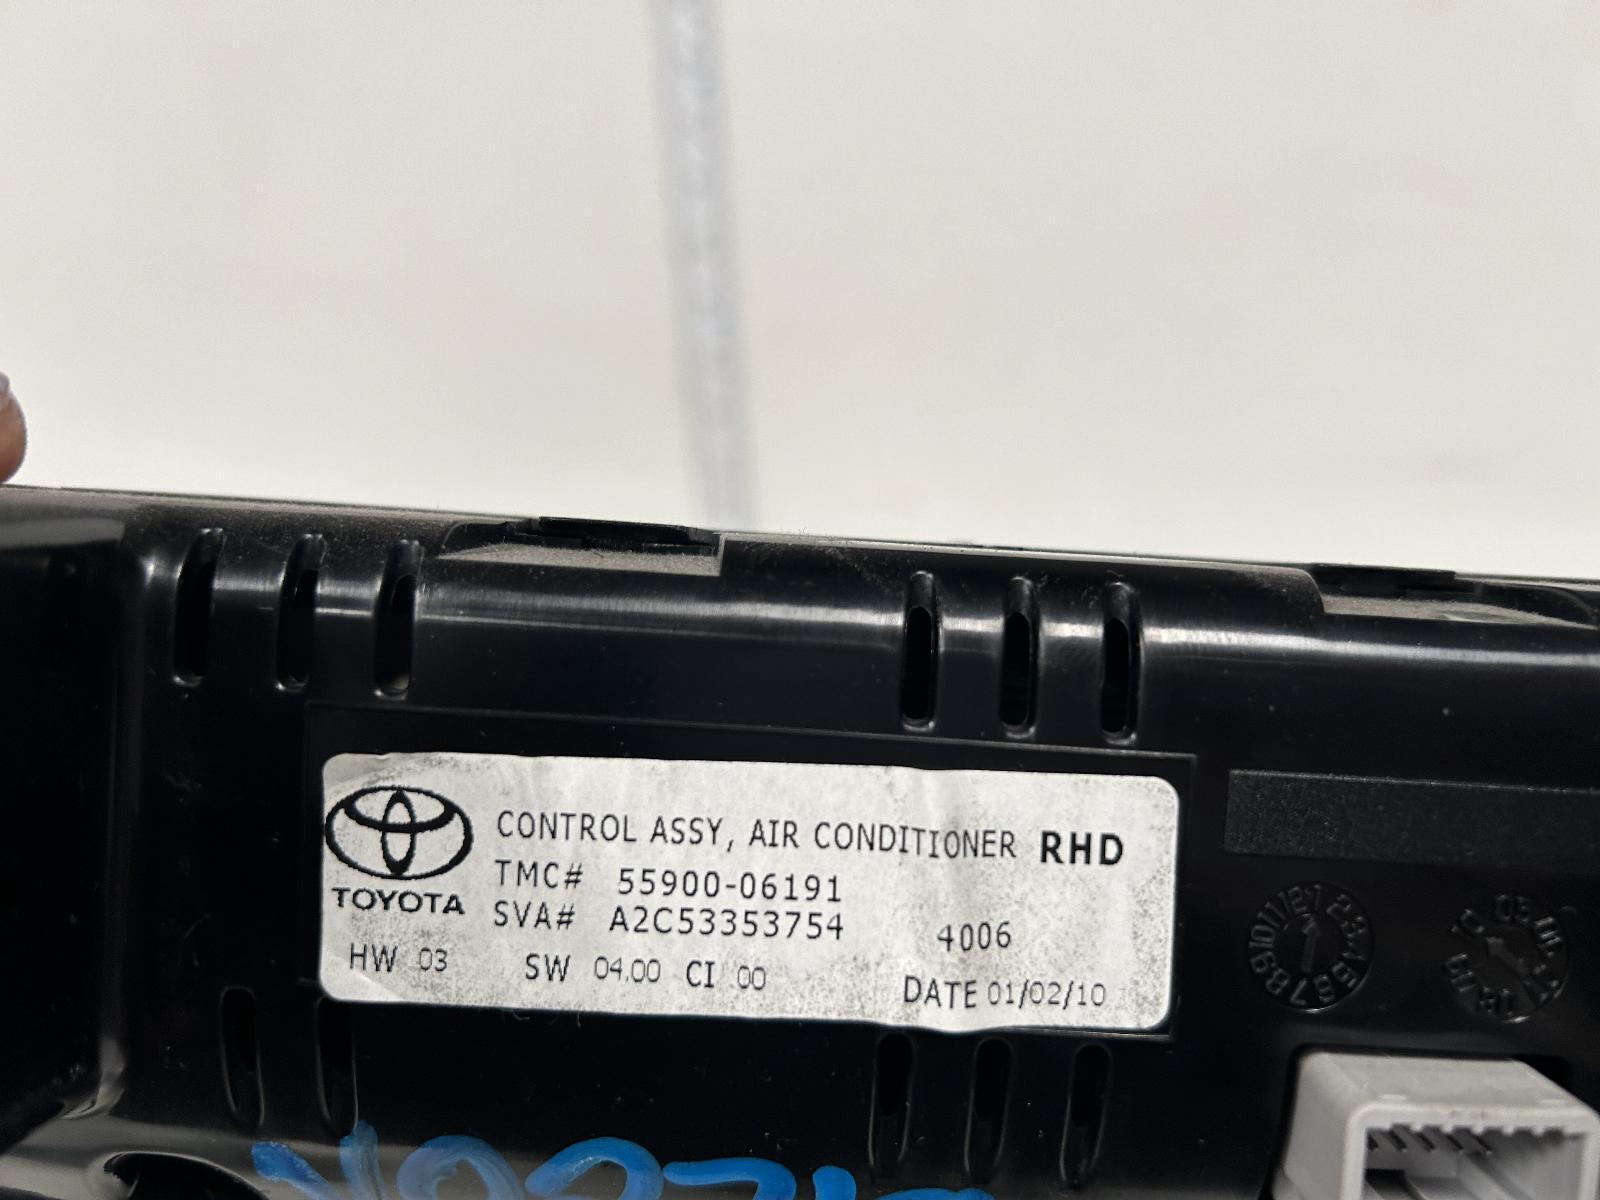 CONTROL ASSY, AIR CONDITIONER RHD
TMC# 55900-06191
TOYOTA
SVA# A2C53353754
4006
HW 03 SW 04.00 CI 00
DATE 01/02/10